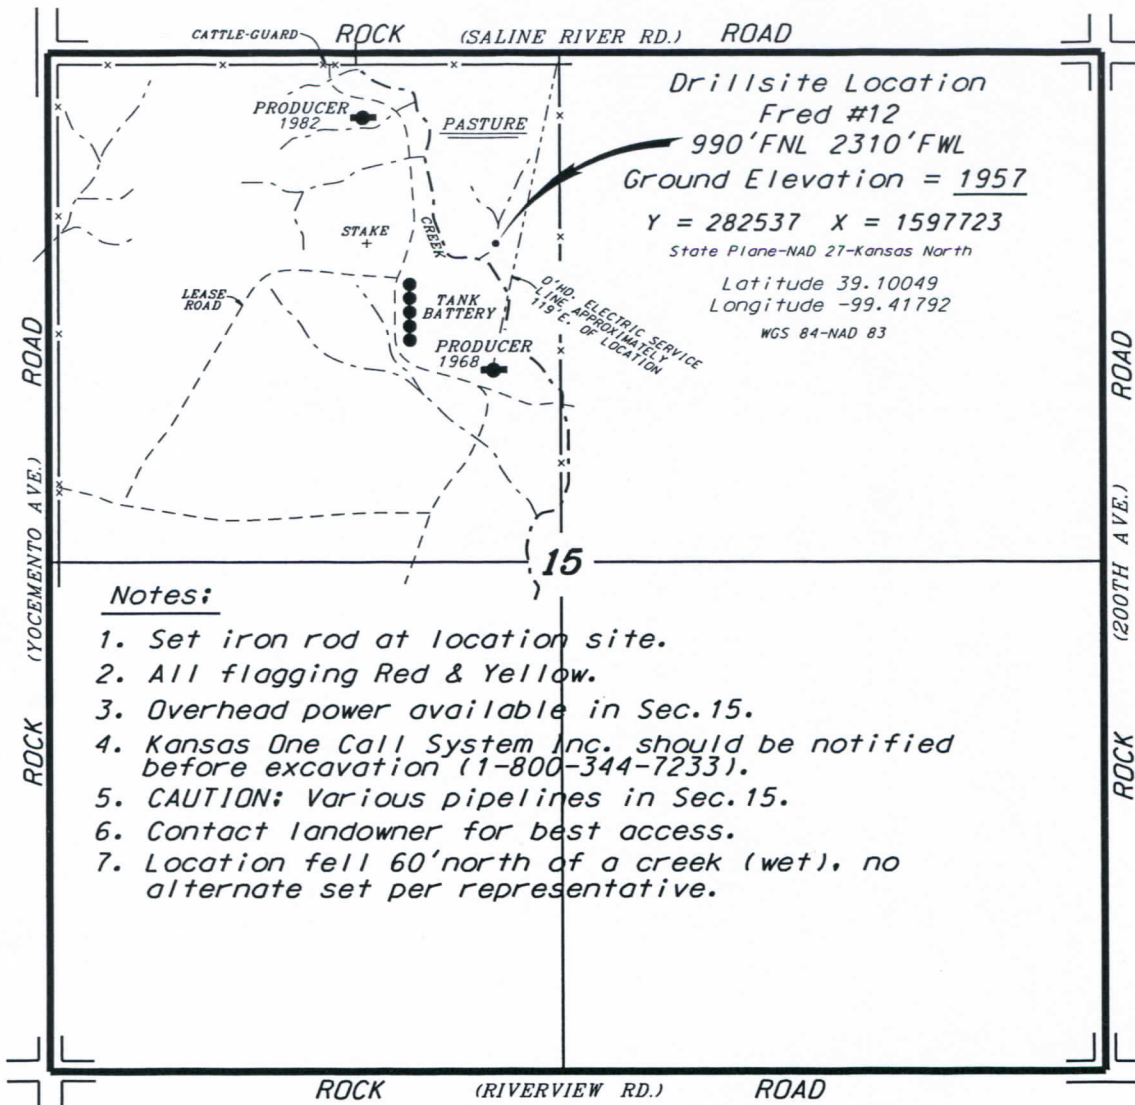 ROCK (SALINE RIVER RD.) ROAD
CATTLE-GUARD
PRODUCER
1982
PASTURE
Drillsite Location
Fred #12
990'FNL 2310'FWL
Ground Elevation = 1957
Y = 282537 X = 1597723
State Plane-NAD 27-Kansas North
Latitude 39.10049
Longitude -99.41792
WGS 84-NAD 83
STAKE
CREEK
LEASE
ROAD
TANK
BATTERY
O'HD. ELECTRIC SERVICE
LINE APPROXIMATELY
119'E. OF LOCATION
PRODUCER
1968
ROCK (YOCEMENTO AVE.) ROAD
ROAD (200TH AVE.) ROCK
15
Notes:
1. Set iron rod at location site.
2. All flagging Red & Yellow.
3. Overhead power available in Sec.15.
4. Kansas One Call System Inc. should be notified
before excavation (1-800-344-7233).
5. CAUTION: Various pipelines in Sec.15.
6. Contact landowner for best access.
7. Location fell 60'north of a creek (wet), no
alternate set per representative.
ROCK (RIVERVIEW RD.) ROAD